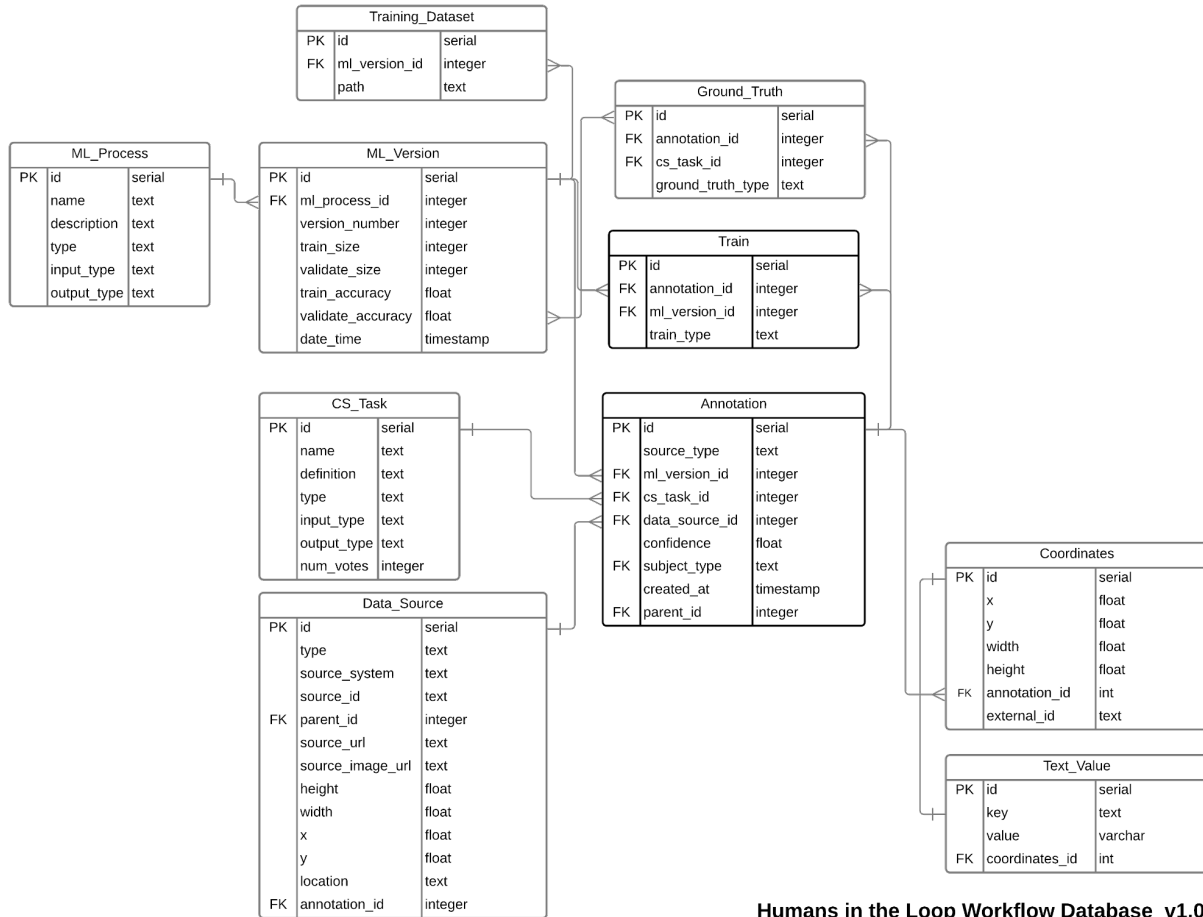 Training_Dataset
PK id serial
FK ml_version_id integer
path text
Ground_Truth
PK id serial
FK annotation_id integer
FK cs_task_id integer
ground_truth_type text
ML_Process
PK id serial
name text
description text
type text
input_type text
output_type text
ML_Version
PK id serial
FK ml_process_id integer
version_number integer
train_size integer
validate_size integer
train_accuracy float
validate_accuracy float
date_time timestamp
Train
PK id serial
FK annotation_id integer
FK ml_version_id integer
train_type text
CS_Task
PK id serial
name text
definition text
type text
input_type text
output_type text
num_votes integer
Annotation
PK id serial
source_type text
FK ml_version_id integer
FK cs_task_id integer
FK data_source_id integer
confidence float
FK subject_type text
created_at timestamp
FK parent_id integer
Data_Source
PK id serial
type text
source_system text
source_id text
FK parent_id integer
source_url text
source_image_url text
height float
width float
x float
y float
location text
FK annotation_id integer
Coordinates
PK id serial
x float
y float
width float
height float
FK annotation_id int
external_id text
Text_Value
PK id serial
key text
value varchar
FK coordinates_id int
Humans in the Loop Workflow Database v1.0